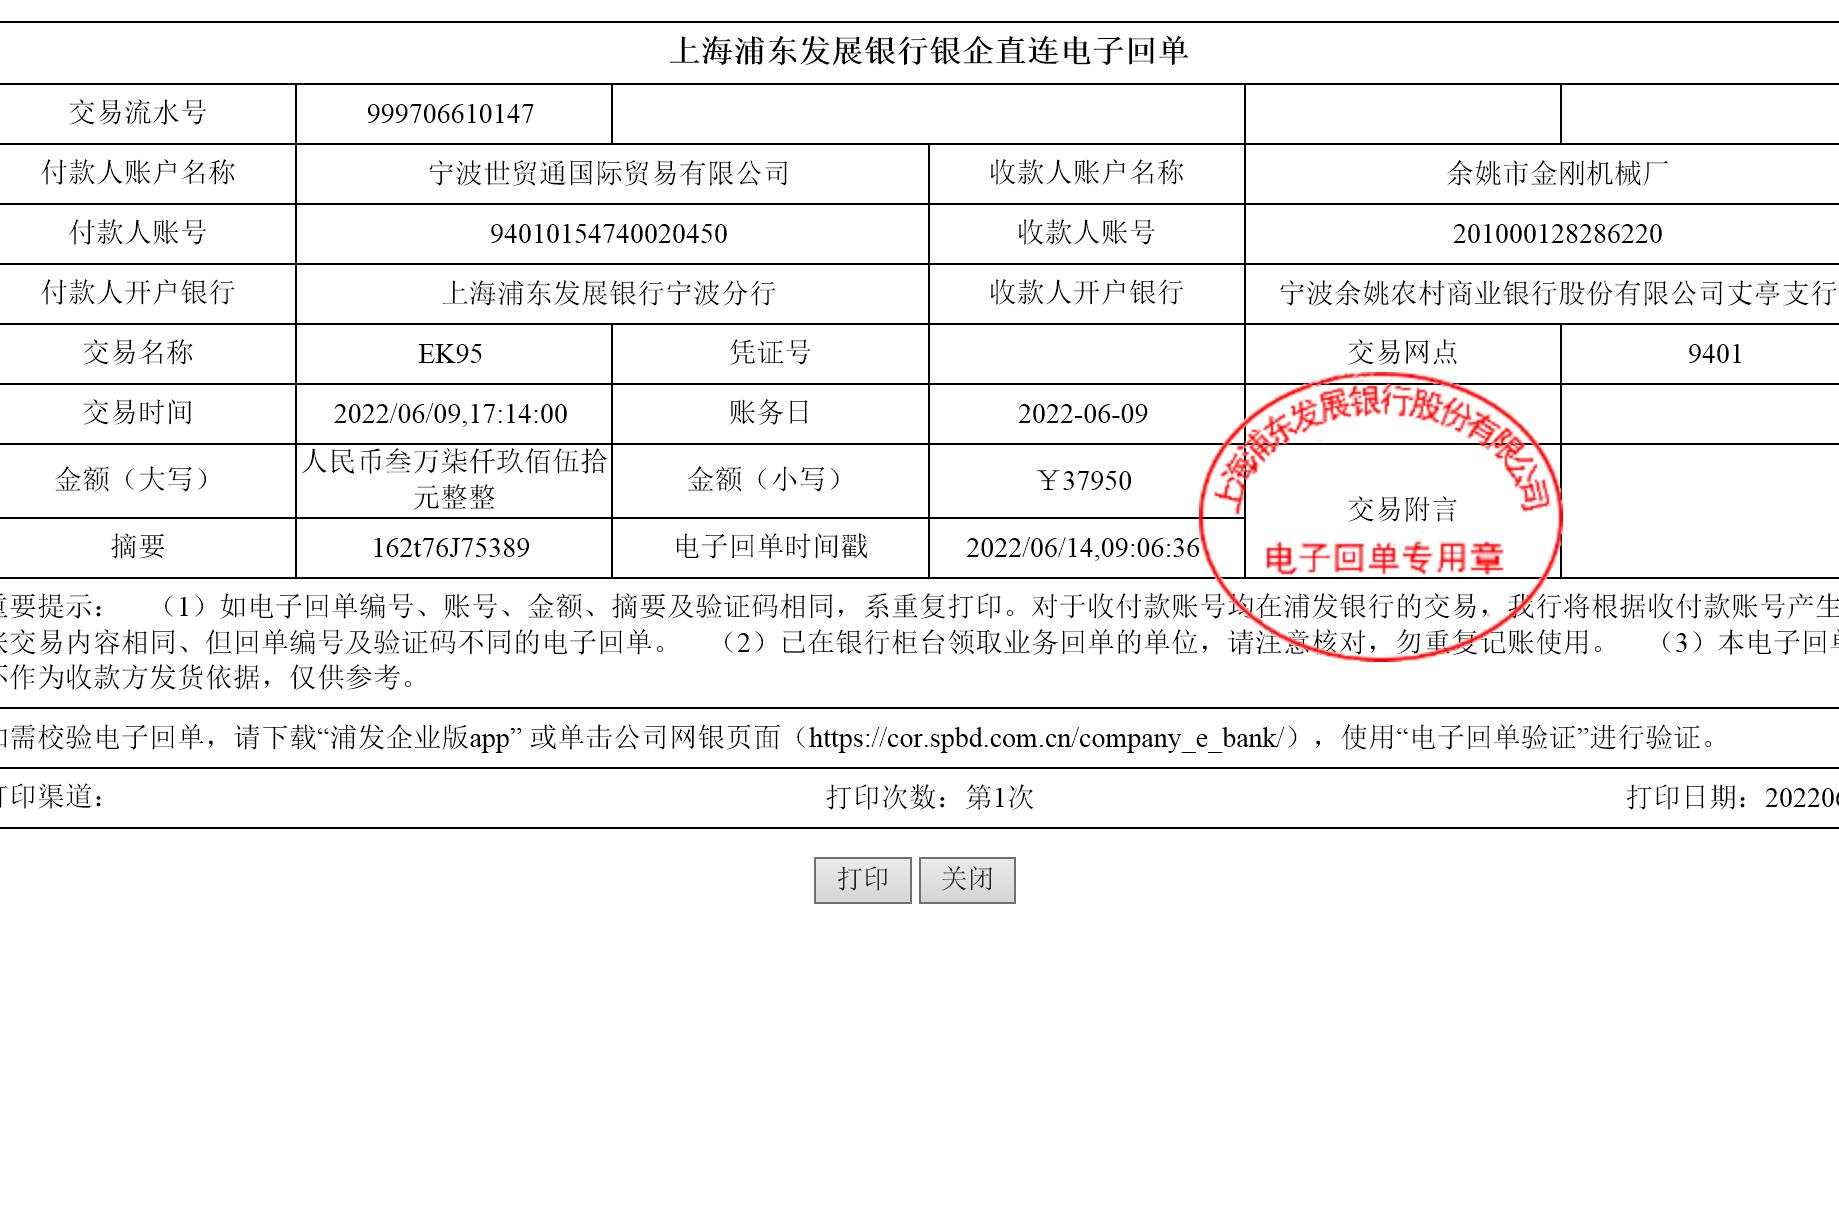 上海浦东发展银行银企直连电子回单
交易流水号 999706610147
付款人账户名称 宁波世贸通国际贸易有限公司 收款人账户名称 余姚市金刚机械厂
付款人账号 94010154740020450 收款人账号 201000128286220
付款人开户银行 上海浦东发展银行宁波分行 收款人开户银行 宁波余姚农村商业银行股份有限公司丈亭支行
交易名称 EK95 凭证号 交易网点 9401
交易时间 2022/06/09,17:14:00 账务日 2022-06-09
金额（大写） 人民币叁万柒仟玖佰伍拾
元整整 金额（小写） ￥37950
交易附言
摘要 162t76J75389 电子回单时间戳 2022/06/14,09:06:36
上海浦东发展银行股份有限公司
电子回单专用章
重要提示： （1）如电子回单编号、账号、金额、摘要及验证码相同，系重复打印。对于收付款账号均在浦发银行的交易，我行将根据收付款账号产生
交易内容相同、但回单编号及验证码不同的电子回单。 （2）已在银行柜台领取业务回单的单位，请注意核对，勿重复记账使用。 （3）本电子回单
不作为收款方发货依据，仅供参考。
如需校验电子回单，请下载“浦发企业版app” 或单击公司网银页面（https://cor.spbd.com.cn/company_e_bank/），使用“电子回单验证”进行验证。
打印渠道： 打印次数：第1次 打印日期：202206
打印 关闭